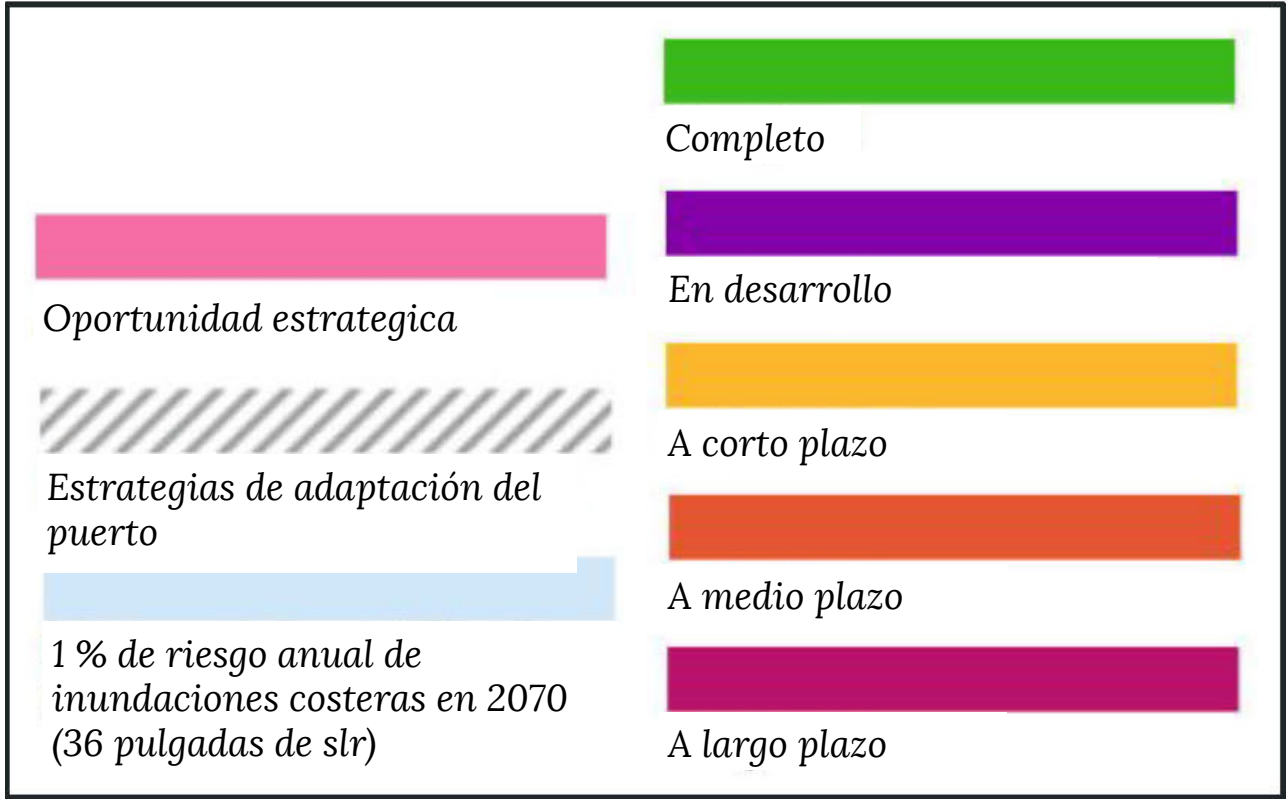 Oportunidad estrategica
Estrategias de adaptación del
puerto
1 % de riesgo anual de
inundaciones costeras en 2070
(36 pulgadas de slr)
Completo
En desarrollo
A corto plazo
A medio plazo
A largo plazo